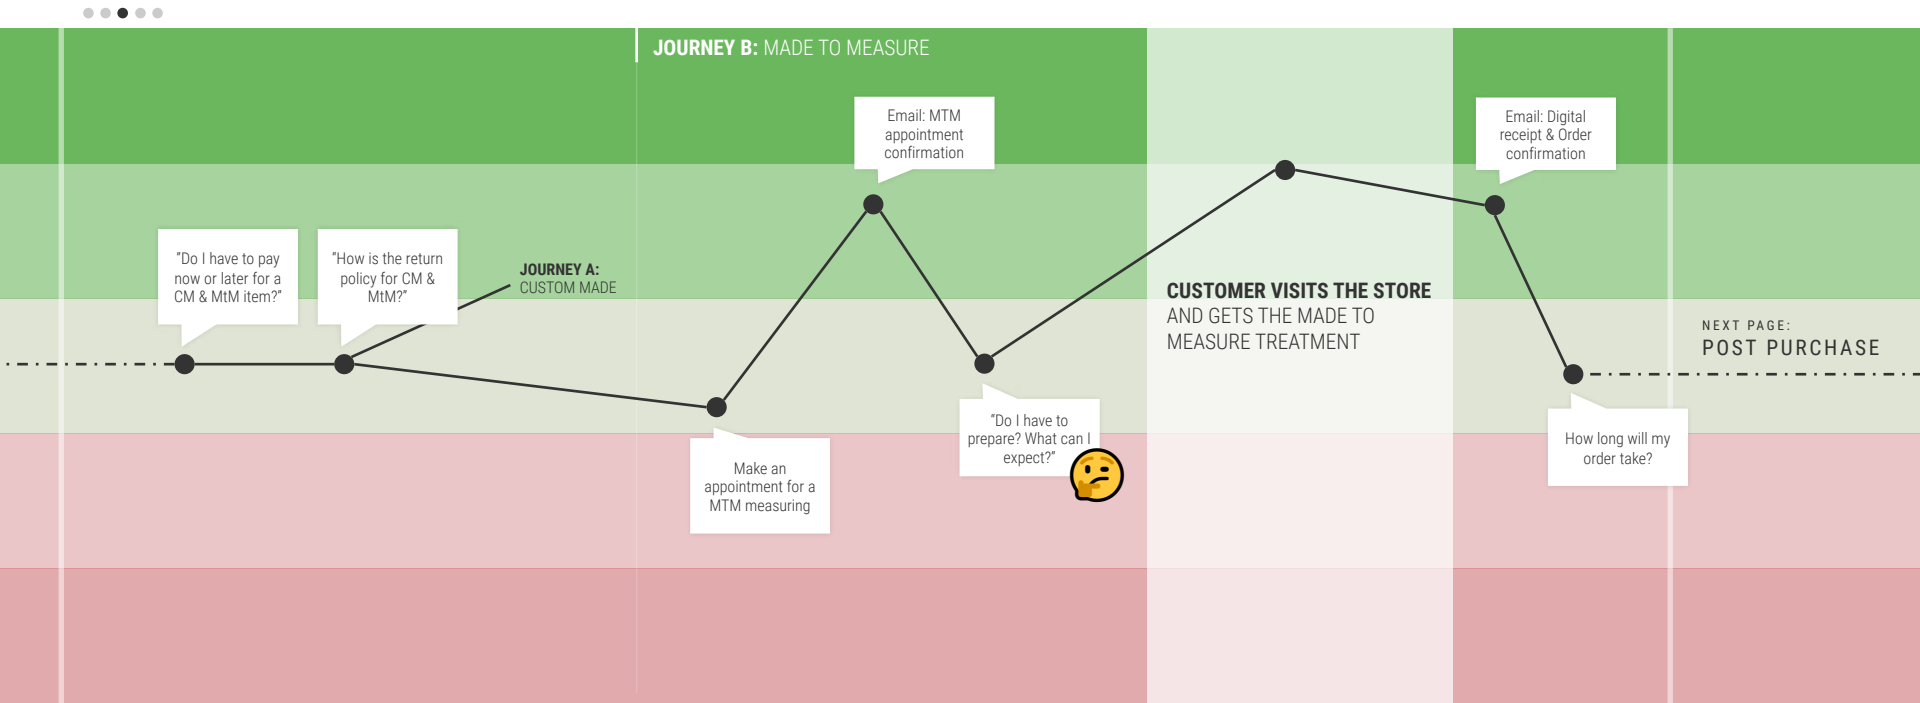 JOURNEY B: MADE TO MEASURE
"Do I have to pay
now or later for a
CM & MtM item?"
"How is the return
policy for CM &
MtM?"
JOURNEY A:
CUSTOM MADE
Make an
appointment for a
MTM measuring
Email: MTM
appointment
confirmation
"Do I have to
prepare? What can I
expect?"
CUSTOMER VISITS THE STORE
AND GETS THE MADE TO
MEASURE TREATMENT
Email: Digital
receipt & Order
confirmation
How long will my
order take?
NEXT PAGE:
POST PURCHASE